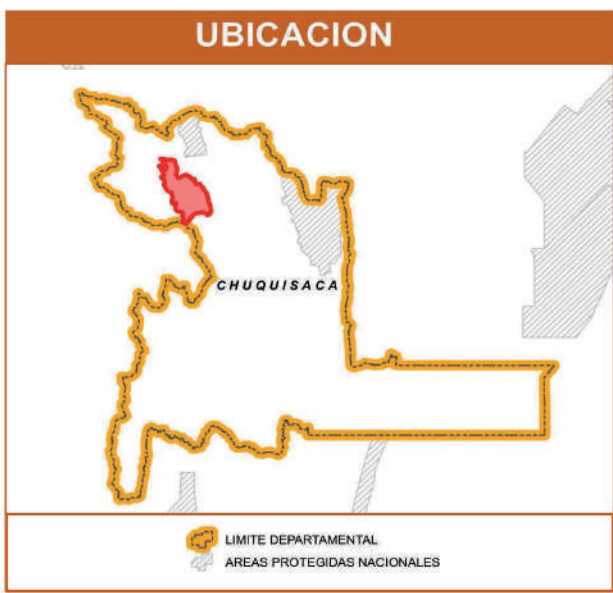 UBICACION
CHUQUISACA
LIMITE DEPARTAMENTAL
AREAS PROTEGIDAS NACIONALES